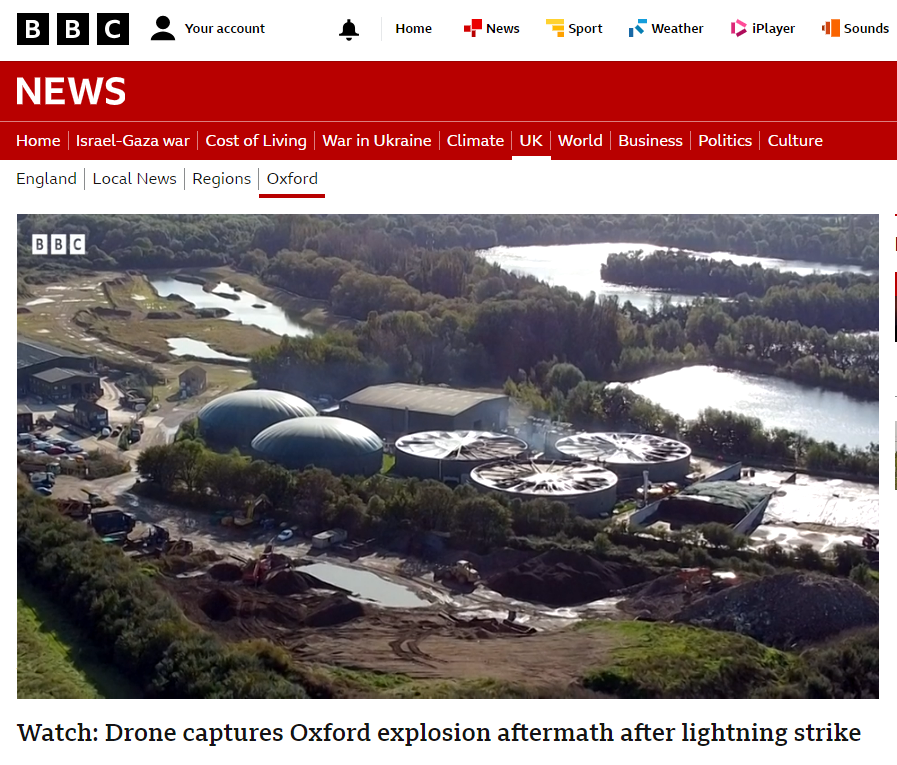 BBC Your account Home News Sport Weather iPlayer Sounds
NEWS
Home Israel-Gaza war Cost of Living War in Ukraine Climate UK World Business Politics Culture
England Local News Regions Oxford
BBC
Watch: Drone captures Oxford explosion aftermath after lightning strike